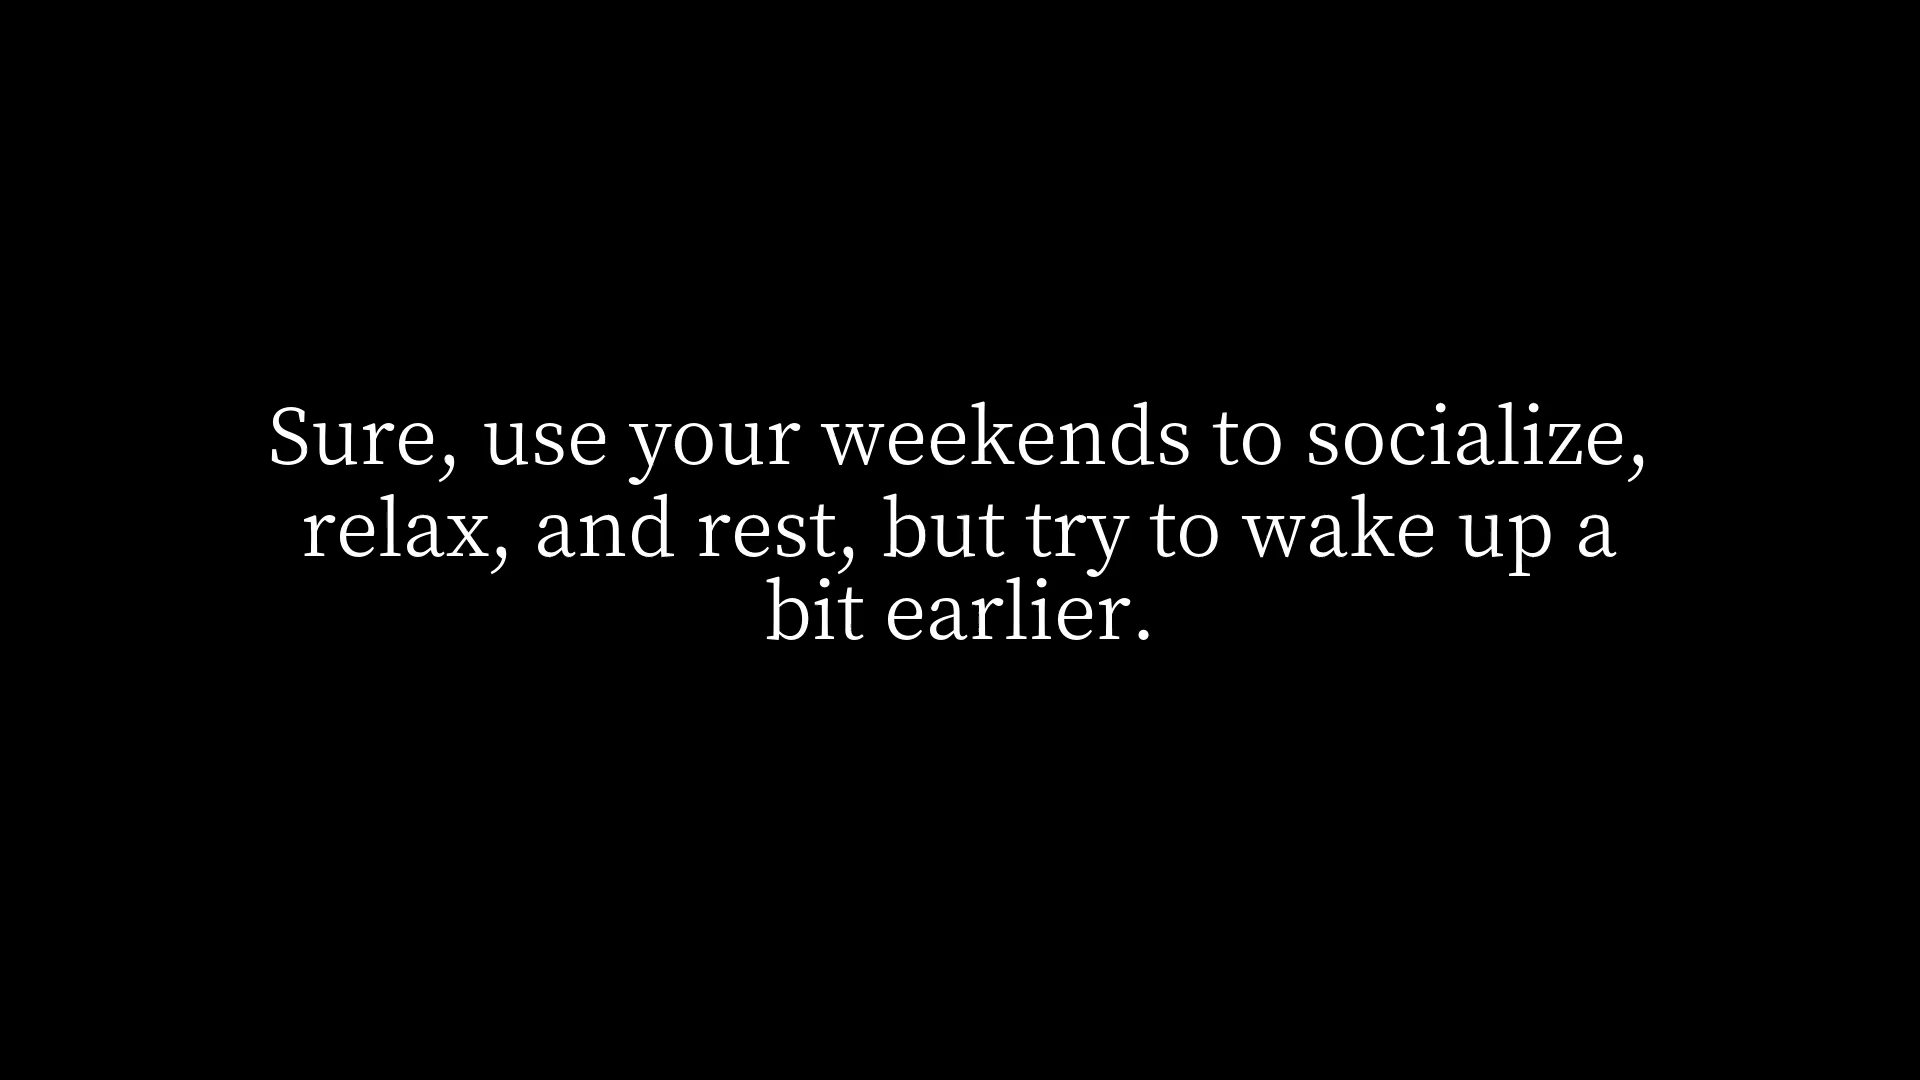 Sure, use your weekends to socialize,
relax, and rest, but try to wake up a
bit earlier.